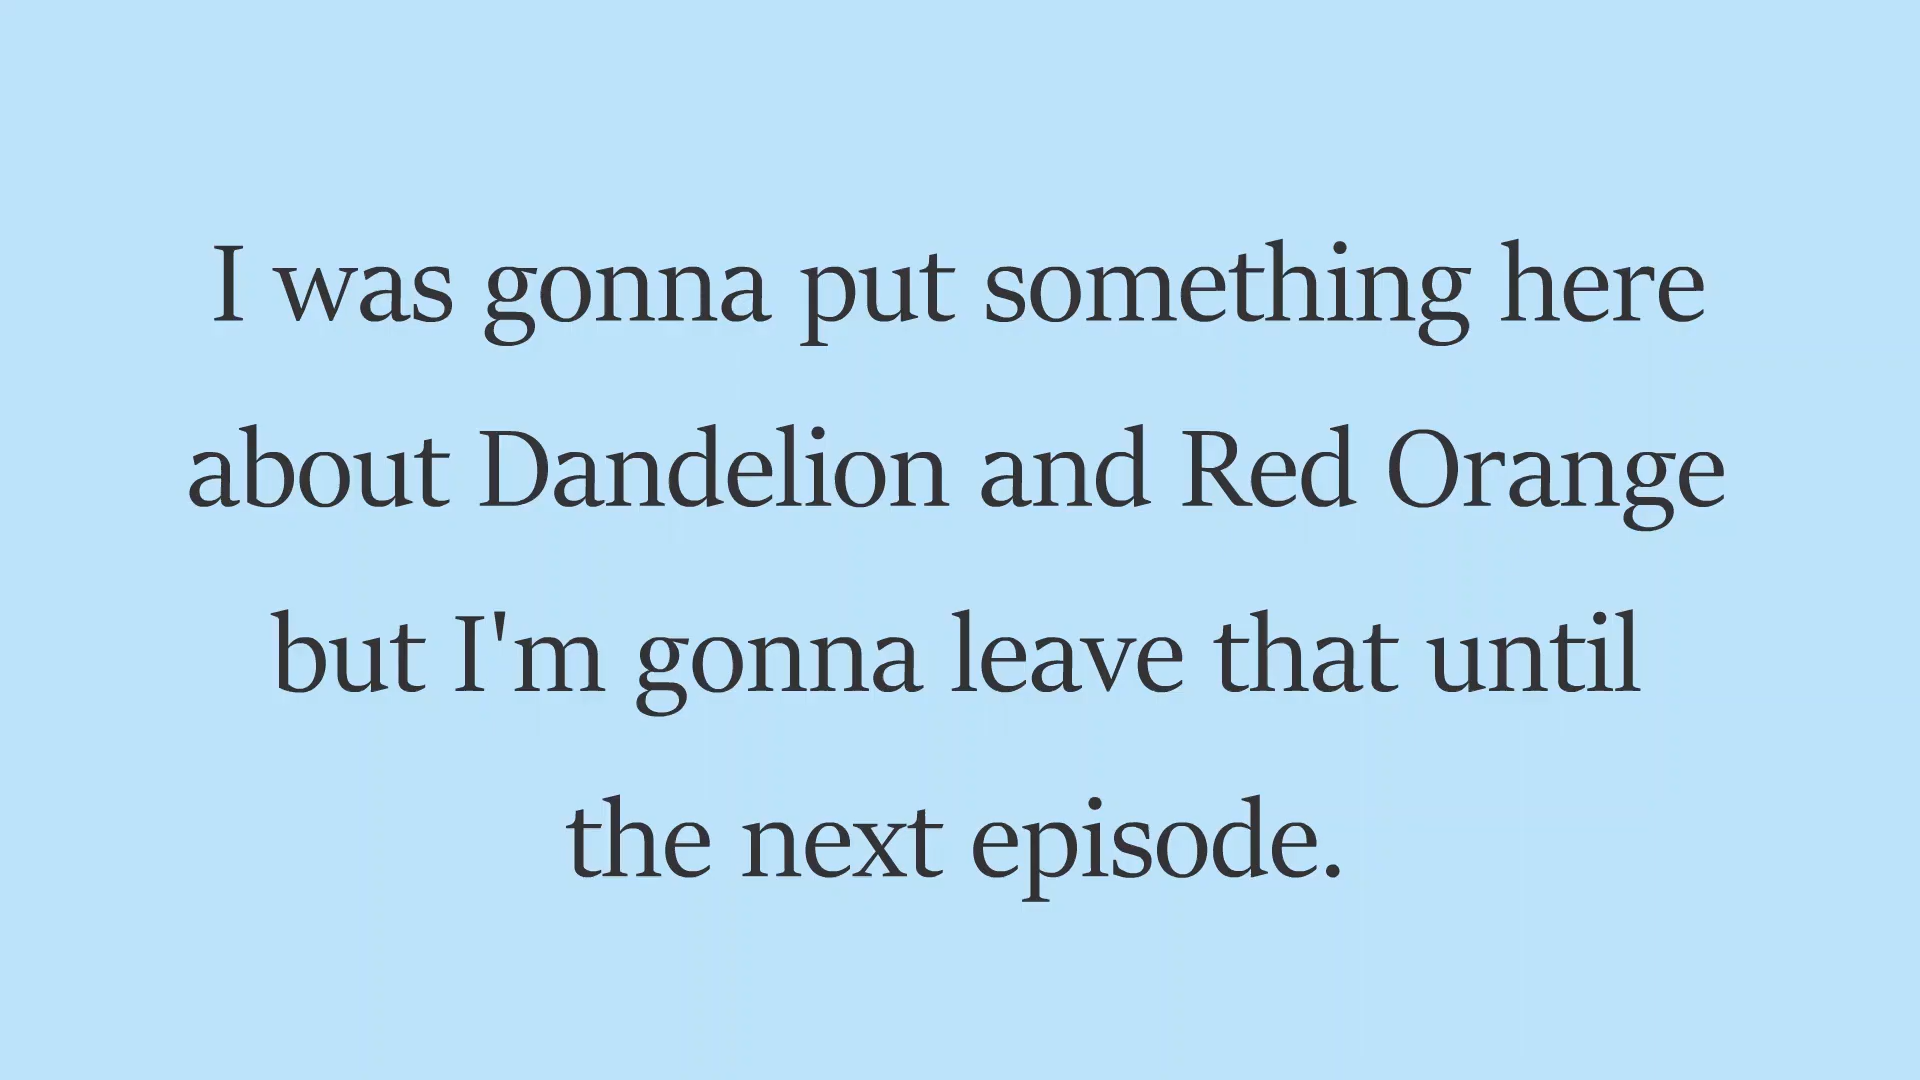 I was gonna put something here
about Dandelion and Red Orange
but I'm gonna leave that until
the next episode.